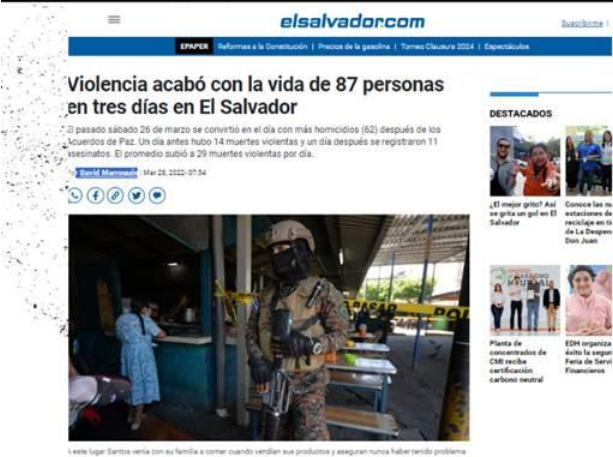 elsalvador.com
Suscribirme
EPAPER | Reformas a la Constitución | Precios de la gasolina | Torneo Clausura 2024 | Espectáculos
Violencia acabó con la vida de 87 personas
en tres días en El Salvador
El pasado sábado 26 de marzo se convirtió en el día con más homicidios (62) después de los
Acuerdos de Paz. Un día antes hubo 14 muertes violentas y un día después se registraron 11
asesinatos. El promedio subió a 29 muertes violentas por día.
Por David Marroquín | Mar 28, 2022- 07:54
PASAR
POL
A este lugar Santos venía con su familia a comer cuando vendían sus productos y aseguran nunca haber tenido problema
DESTACADOS
¿El mejor grito? Así
se grita un gol en El
Salvador
Conoce las
estaciones de
reciclaje en
de La Despen
Don Juan
Planta de
concentrados de
CMI recibe
certificación
carbono neutral
EDH organiza
éxito la segun
Feria de Servi
Financieros